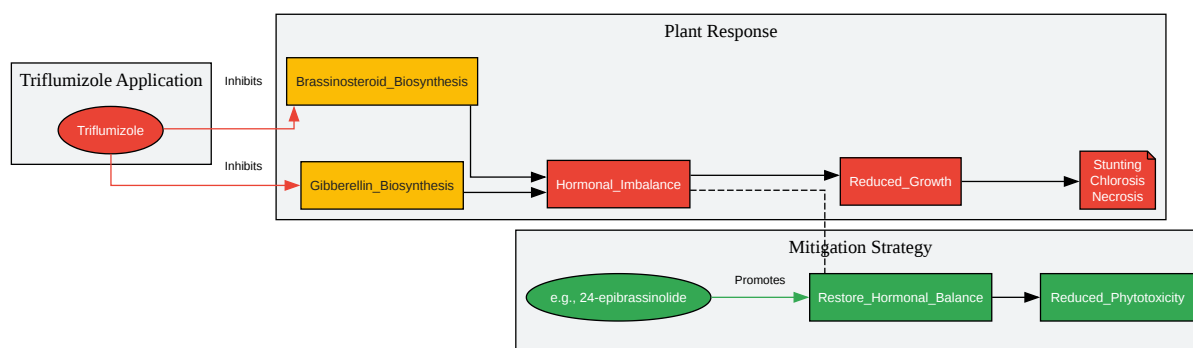 Plant Response
Triflumizole Application
Inhibits
Brassinosteroid_Biosynthesis
Triflumizole
Inhibits
Gibberellin_Biosynthesis
Hormonal_Imbalance
Reduced_Growth
Stunting
Chlorosis
Necrosis
Mitigation Strategy
e.g., 24-epibrassinolide
Promotes
Restore_Hormonal_Balance
Reduced_Phytotoxicity